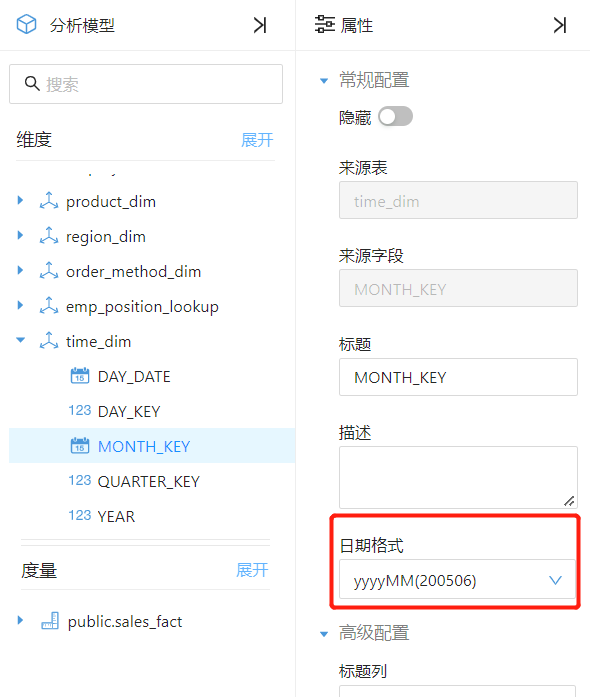 分析模型
搜索
维度
展开
product_dim
region_dim
order_method_dim
emp_position_lookup
time_dim
15 DAY_DATE
123 DAY_KEY
15 MONTH_KEY
123 QUARTER_KEY
123 YEAR
度量
展开
public.sales_fact
属性
常规配置
隐藏
来源表
time_dim
来源字段
MONTH_KEY
标题
MONTH_KEY
描述
日期格式
yyyyMM(200506)
高级配置
标题列